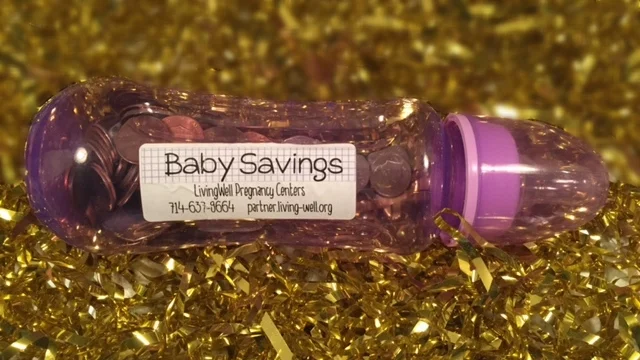 Baby Savings
LivingWell Pregnancy Centers
714-637-8664 partner.living-well.org